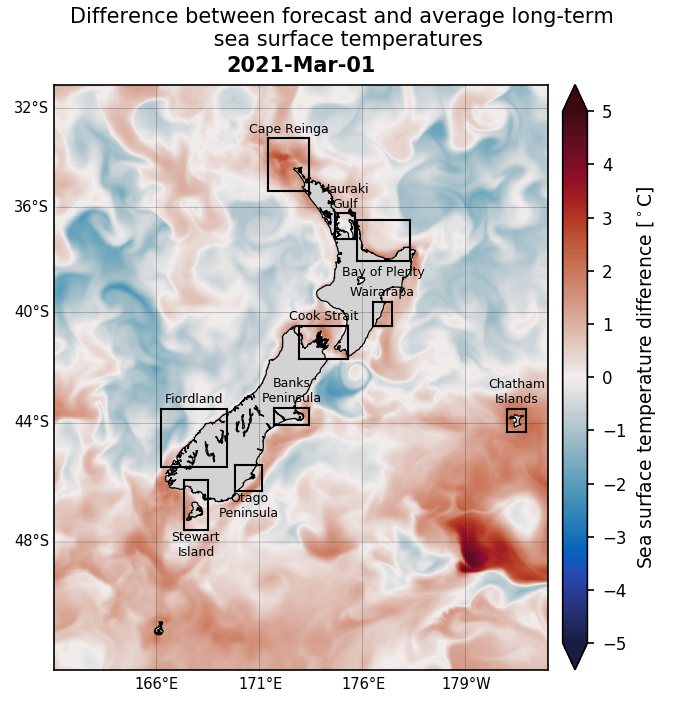 Difference between forecast and average long-term
sea surface temperatures
2021-Mar-01
32°S
36°S
40°S
44°S
48°S
166°E
171°E
176°E
179°W
Cape Reinga
Hauraki
Gulf
Bay of Plenty
Wairarapa
Cook Strait
Banks
Peninsula
Chatham
Islands
Fiordland
Otago
Peninsula
Stewart
Island
5
4
3
2
1
0
−1
−2
−3
−4
−5
Sea surface temperature difference [°C]